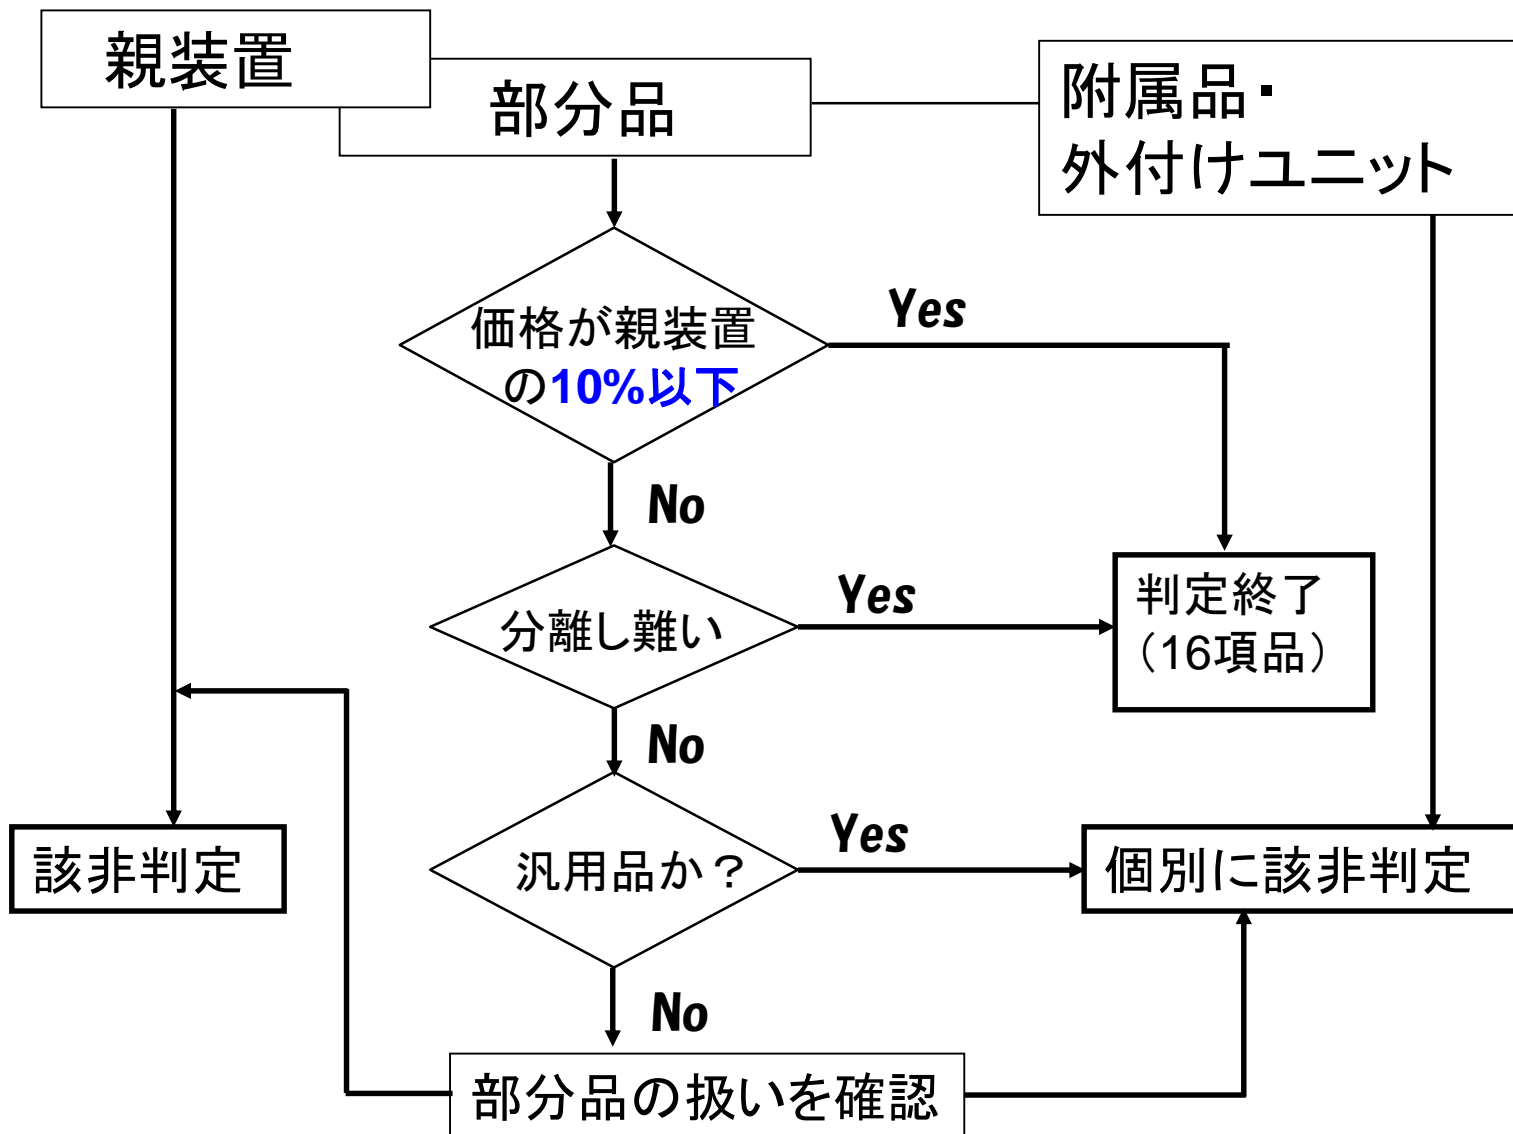 親装置
部分品
附属品・
外付けユニット
価格が親装置
の10%以下
Yes
No
分離し難い
Yes
判定終了
（16項品）
No
汎用品か？
Yes
該非判定
個別に該非判定
No
部分品の扱いを確認